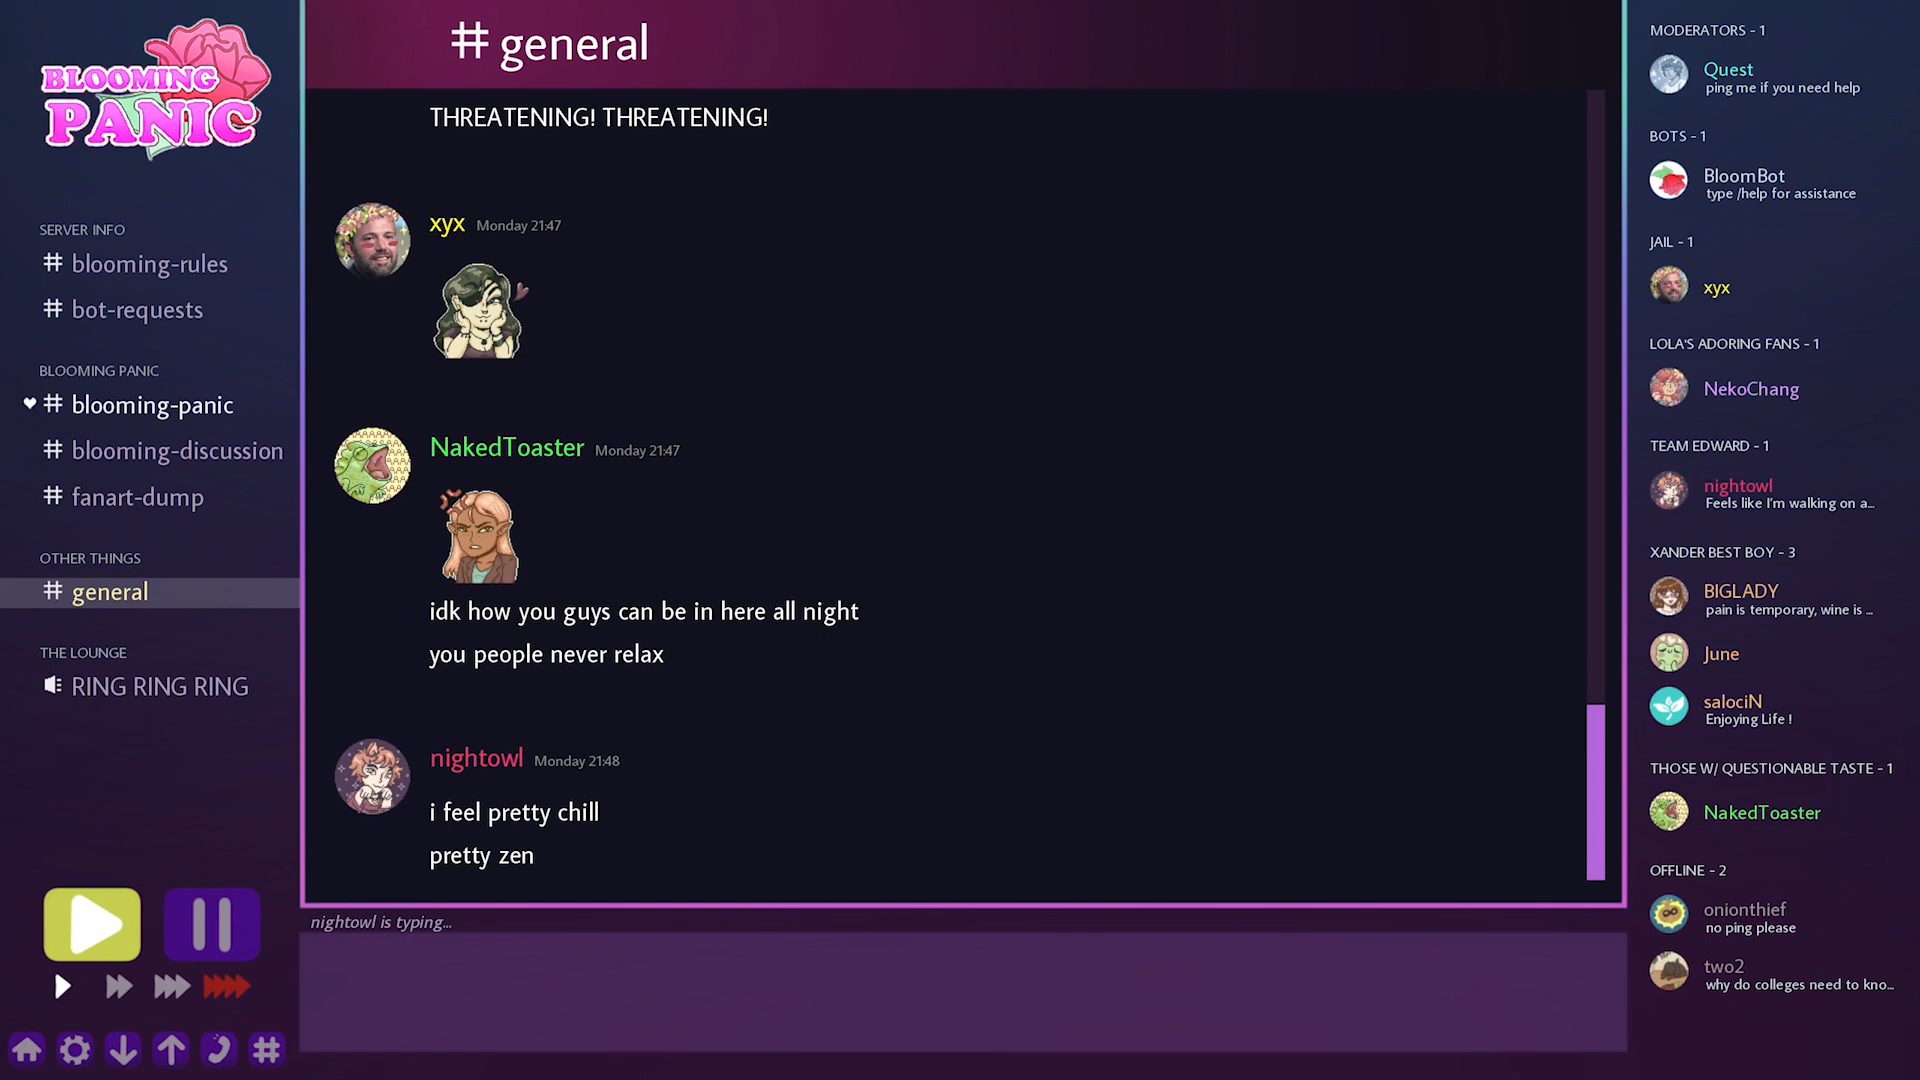 BLOOMING
PANIC
SERVER INFO
# blooming-rules
# bot-requests
BLOOMING PANIC
# blooming-panic
# blooming-discussion
# fanart-dump
OTHER THINGS
# general
THE LOUNGE
RING RING RING
# general
THREATENING! THREATENING!
xyx Monday 21:47
NakedToaster Monday 21:47
idk how you guys can be in here all night
you people never relax
nightowl Monday 21:48
i feel pretty chill
pretty zen
nightowl is typing...
MODERATORS - 1
Quest
ping me if you need help
BOTS - 1
BloomBot
type /help for assistance
JAIL - 1
xyx
LOLA'S ADORING FANS - 1
NekoChang
TEAM EDWARD - 1
nightowl
Feels like I'm walking on a...
XANDER BEST BOY - 3
BIGLADY
pain is temporary, wine is ...
June
salociN
Enjoying Life !
THOSE W/ QUESTIONABLE TASTE - 1
NakedToaster
OFFLINE - 2
onionthief
no ping please
two2
why do colleges need to kno...